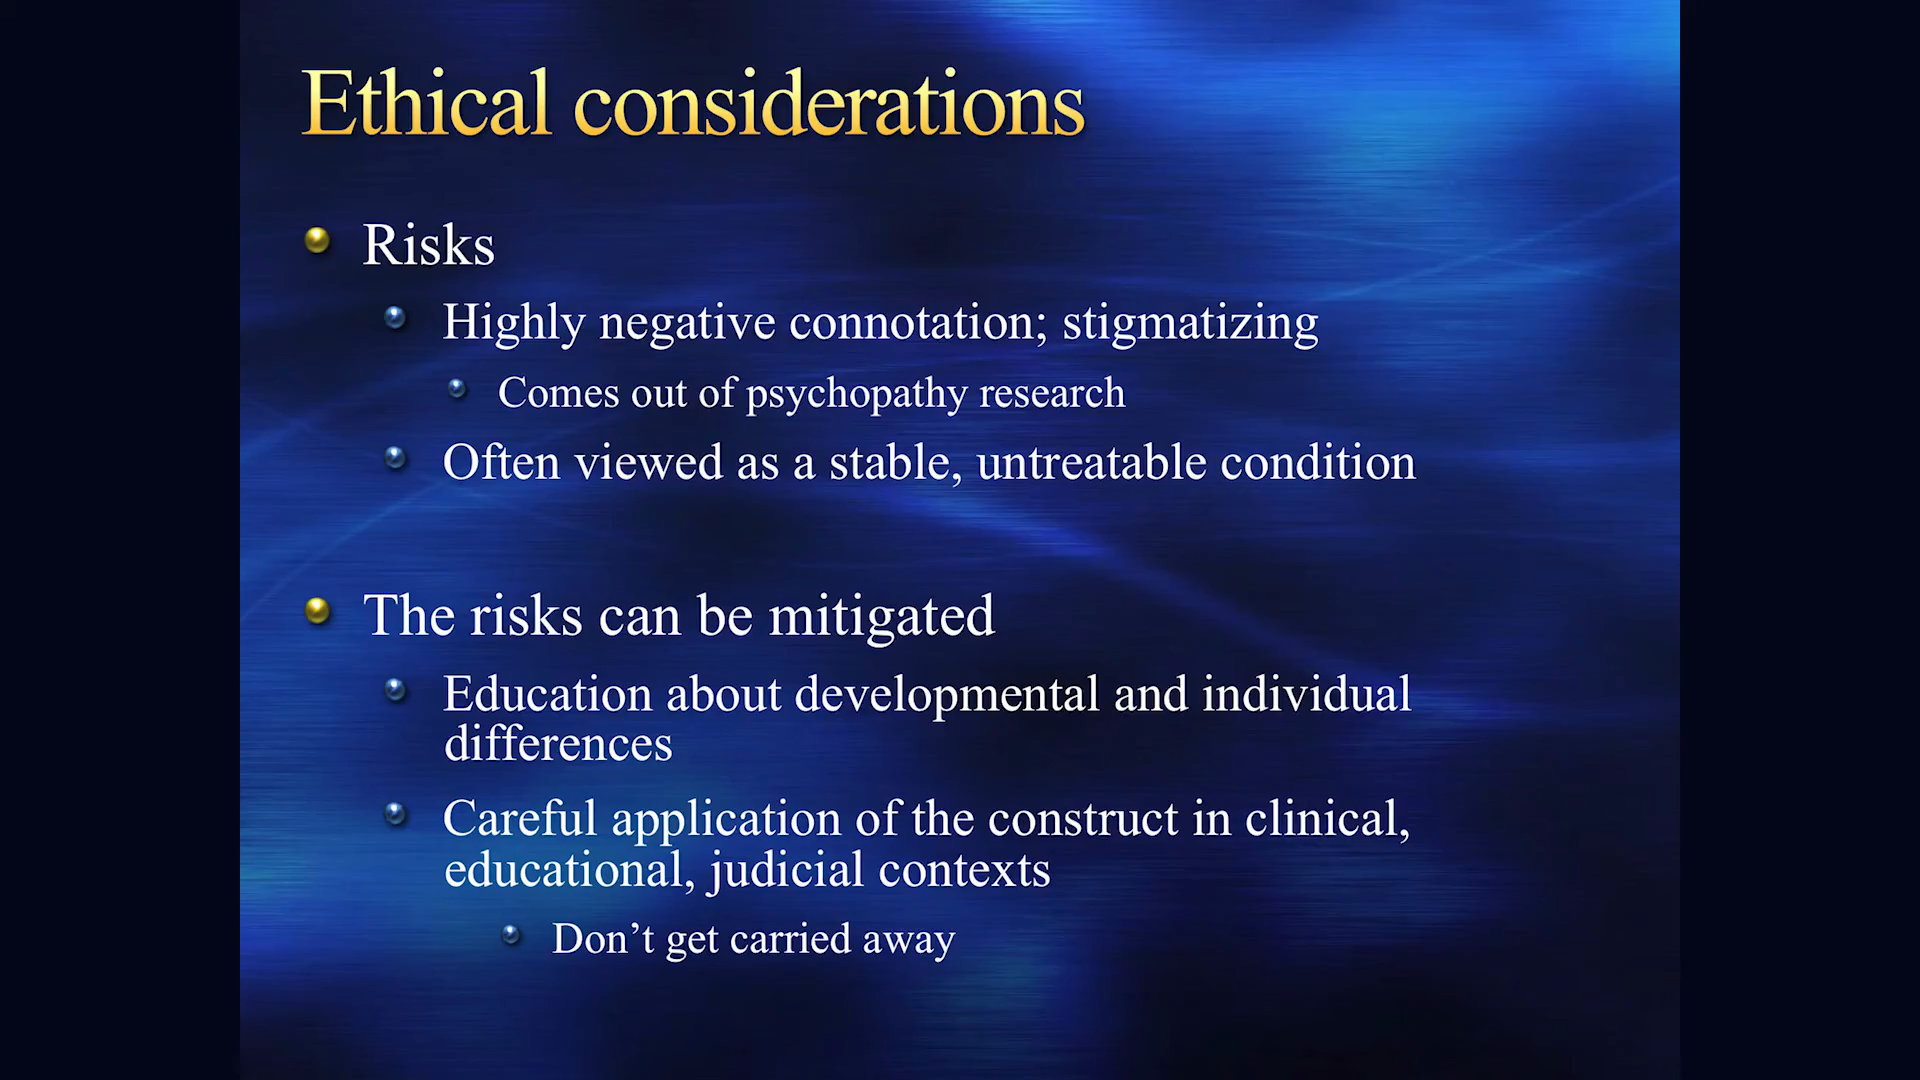 Ethical considerations
Risks
Highly negative connotation; stigmatizing
Comes out of psychopathy research
Often viewed as a stable, untreatable condition
The risks can be mitigated
Education about developmental and individual
differences
Careful application of the construct in clinical,
educational, judicial contexts
Don’t get carried away